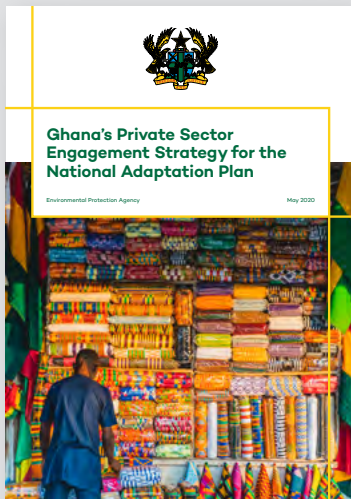 Ghana's Private Sector
Engagement Strategy for the
National Adaptation Plan
Environmental Protection Agency
May 2020